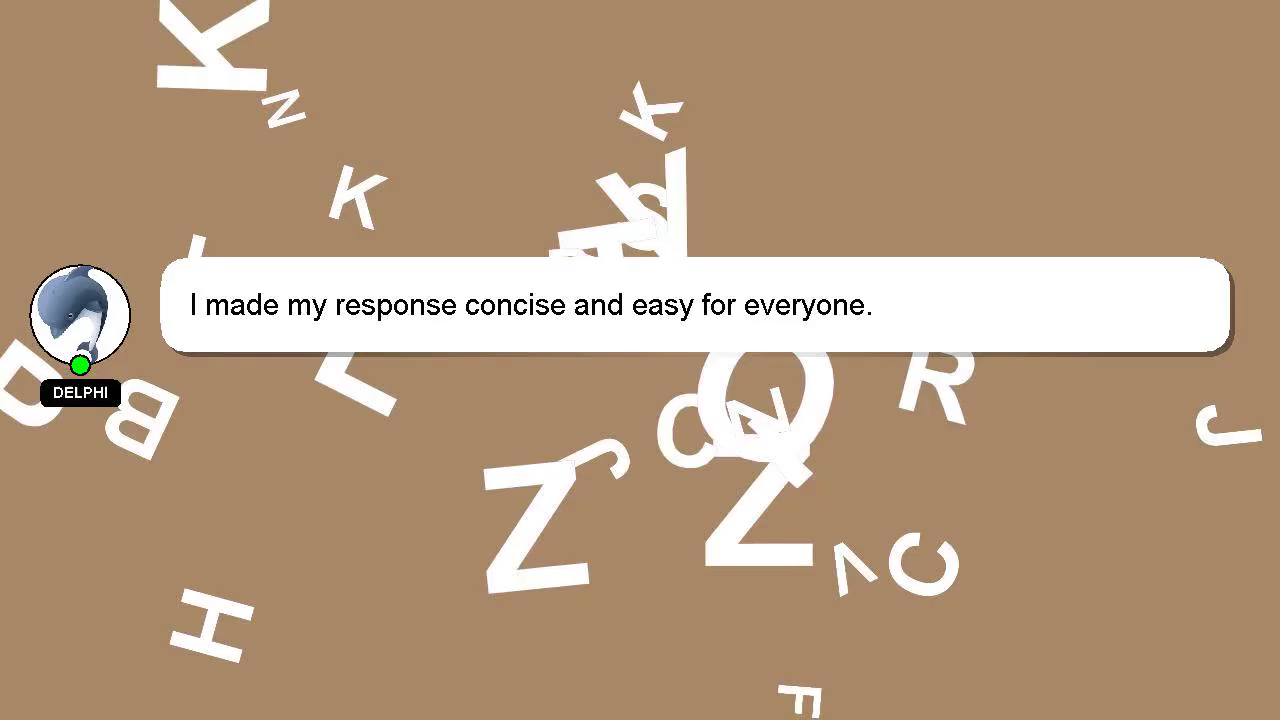 K
N
K
K
S
I made my response concise and easy for everyone.
DELPHI
B
L
Q
C
N
R
J
J
Z
Z
V
C
H
F